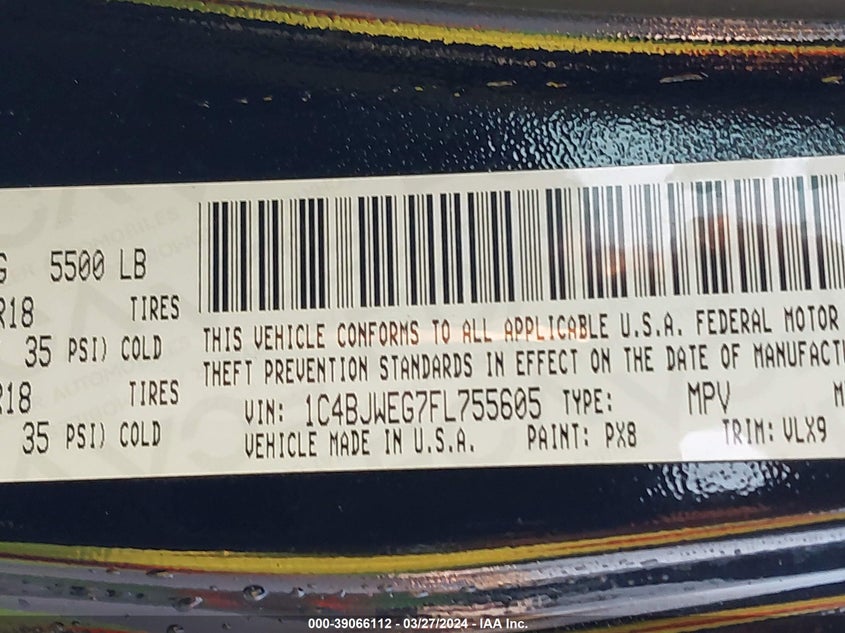 G 5500 LB
R18 TIRES
35 PSI) COLD
R18 TIRES
35 PSI) COLD
THIS VEHICLE CONFORMS TO ALL APPLICABLE U.S.A. FEDERAL MOTOR
THEFT PREVENTION STANDARDS IN EFFECT ON THE DATE OF MANUFACTU
VIN: 1C4BJWEG7FL755605 TYPE: MPV M
VEHICLE MADE IN U.S.A. PAINT: PX8 TRIM: VLX9
000-39066112 - 03/27/2024 - IAA Inc.